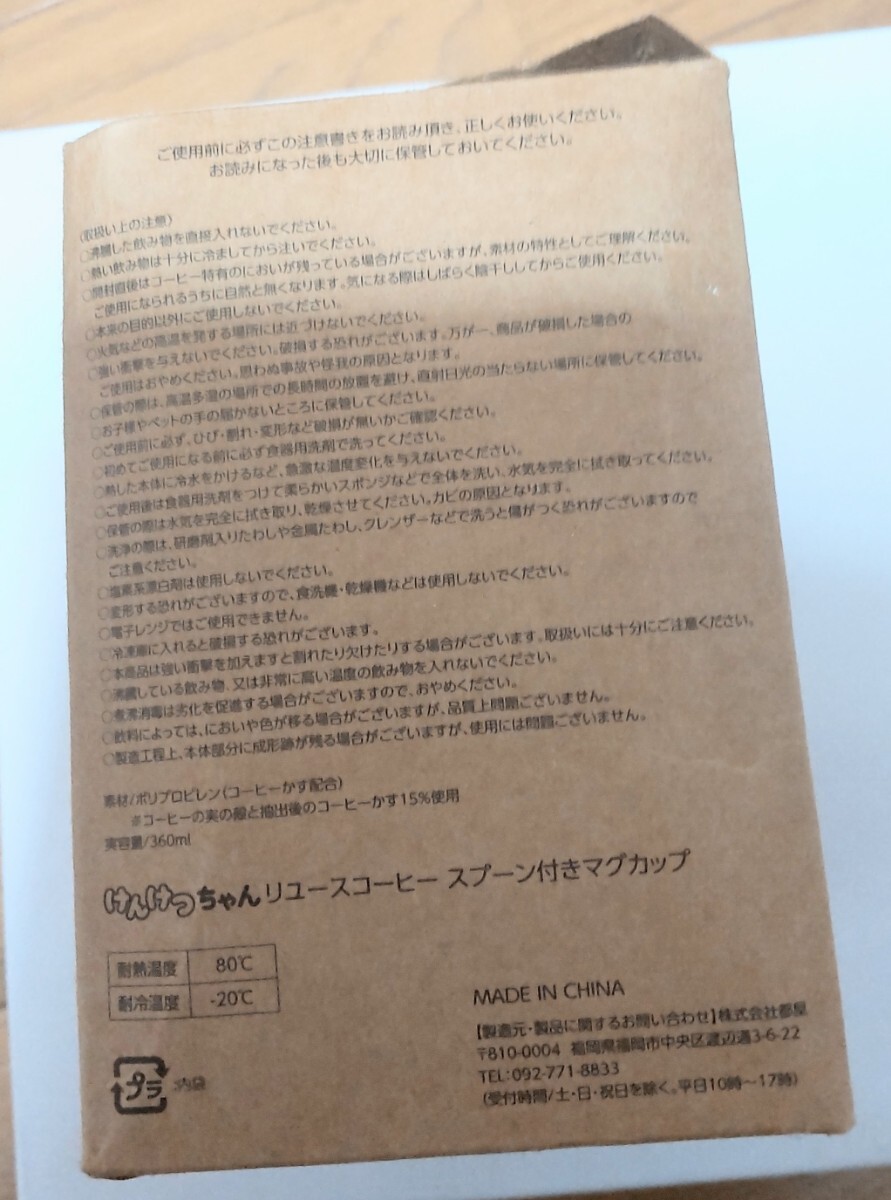 ご使用前に必ずこの注意書きをお読み頂き、正しくお使いください。
お読みになった後も大切に保管しておいてください。
〈取扱い上の注意〉
○沸騰した飲み物を直接入れないでください。
○熱い飲み物は十分に冷ましてから注いでください。
○開封直後はコーヒー特有のにおいが残っている場合がございますが、素材の特性としてご理解ください。
ご使用になられるうちに自然と無くなります。気になる際はしばらく陰干ししてからご使用ください。
○本来の目的以外にご使用しないでください。
○火気などの高温を発する場所には近づけないでください。
○強い衝撃を与えないでください。破損する恐れがございます。万が一、商品が破損した場合の
ご使用はおやめください。思わぬ事故や怪我の原因となります。
○保管の際は、高温多湿の場所での長時間の放置を避け、直射日光の当たらない場所に保管してください。
○お子様やペットの手の届かないところに保管してください。
○ご使用前に必ず、ひび・割れ・変形など破損が無いかご確認ください。
○初めてご使用になる前に必ず食器用洗剤で洗ってください。
○熱した本体に冷水をかけるなど、急激な温度変化を与えないでください。
○ご使用後は食器用洗剤をつけて柔らかいスポンジなどで全体を洗い、水気を完全に拭き取ってください。
○保管の際は水気を完全に拭き取り、乾燥させてください。カビの原因となります。
○洗浄の際は、研磨剤入りたわしや金属たわし、クレンザーなどで洗うと傷がつく恐れがございますので
ご注意ください。
○塩素系漂白剤は使用しないでください。
○変形する恐れがございますので、食洗機・乾燥機などは使用しないでください。
○電子レンジではご使用できません。
○冷凍庫に入れると破損する恐れがございます。
○本商品は強い衝撃を加えますと割れたり欠けたりする場合がございます。取扱いには十分にご注意ください。
○沸騰している飲み物、又は非常に高い温度の飲み物を入れないでください。
○煮沸消毒は劣化を促進する場合がございますので、おやめください。
○飲料によっては、においや色が移る場合がございますが、品質上問題ございません。
○製造工程上、本体部分に成形跡が残る場合がございますが、使用には問題ございません。
素材/ポリプロピレン(コーヒーかす配合)
※コーヒーの実の殻と抽出後のコーヒーかす15%使用
実容量/360ml
けんけつちゃん リユースコーヒー スプーン付きマグカップ
耐熱温度 80℃
耐冷温度 -20℃
プラ :内袋
MADE IN CHINA
【製造元・製品に関するお問い合わせ】株式会社都屋
〒810-0004 福岡県福岡市中央区渡辺通3-6-22
TEL:092-771-8833
(受付時間/土・日・祝日を除く。平日10時〜17時)